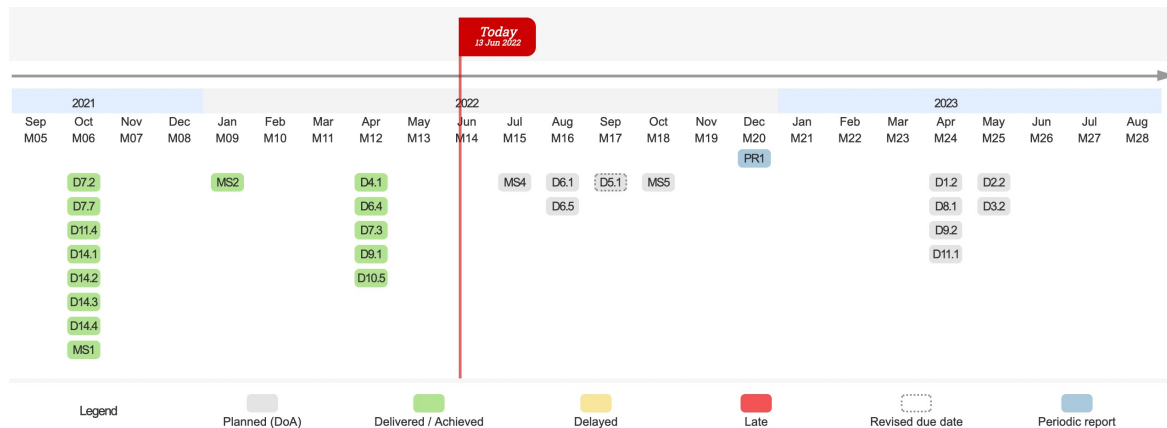 Today
13 Jun 2022
2021 2022 2023
Sep Oct Nov Dec Jan Feb Mar Apr May Jun Jul Aug Sep Oct Nov Dec Jan Feb Mar Apr May Jun Jul Aug
M05 M06 M07 M08 M09 M10 M11 M12 M13 M14 M15 M16 M17 M18 M19 M20 M21 M22 M23 M24 M25 M26 M27 M28
PR1
D7.2 MS2 D4.1 MS4 D6.1 D5.1 MS5 D1.2 D2.2
D7.7 D6.4 D6.5 D8.1 D3.2
D11.4 D7.3 D9.2
D14.1 D9.1 D11.1
D14.2 D10.5
D14.3
D14.4
MS1
Legend
Planned (DoA) Delivered / Achieved Delayed Late Revised due date Periodic report